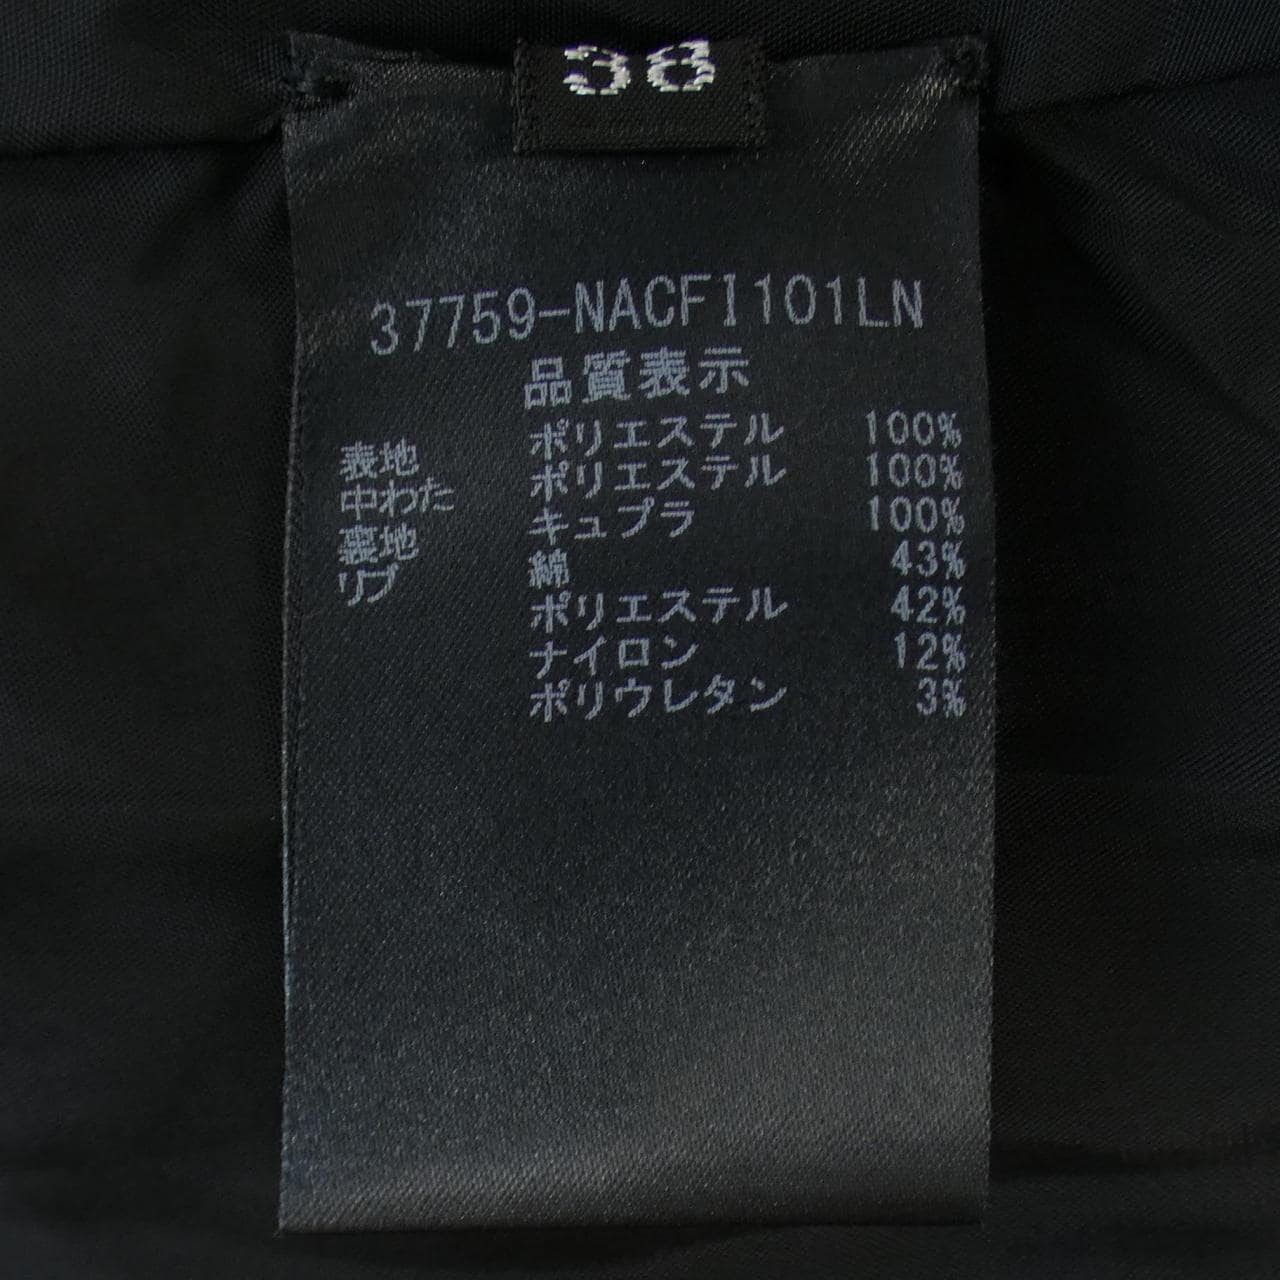 38
37759-NACFI101LN
品質表示
表地 ポリエステル 100%
中わた ポリエステル 100%
裏地 キュプラ 100%
リブ 綿 43%
ポリエステル 42%
ナイロン 12%
ポリウレタン 3%